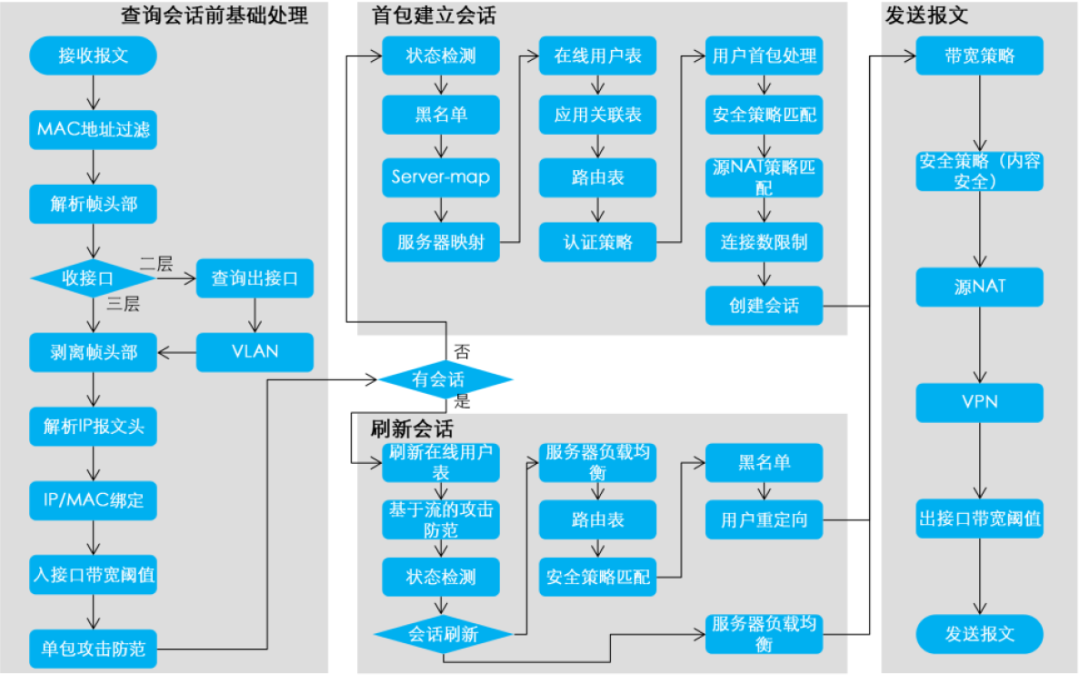 查询会话前基础处理
接收报文
MAC地址过滤
解析帧头部
收接口
二层
三层
查询出接口
VLAN
剥离帧头部
解析IP报文头
IP/MAC绑定
入接口带宽阈值
单包攻击防范
首包建立会话
状态检测
黑名单
Server-map
服务器映射
在线用户表
应用关联表
路由表
认证策略
用户首包处理
安全策略匹配
源NAT策略匹
配
连接数限制
创建会话
否
有会话
是
刷新会话
刷新在线用户
表
基于流的攻击
防范
状态检测
会话刷新
服务器负载均
衡
路由表
安全策略匹配
黑名单
用户重定向
服务器负载均
衡
发送报文
带宽策略
安全策略（内容
安全）
源NAT
VPN
出接口带宽阈值
发送报文